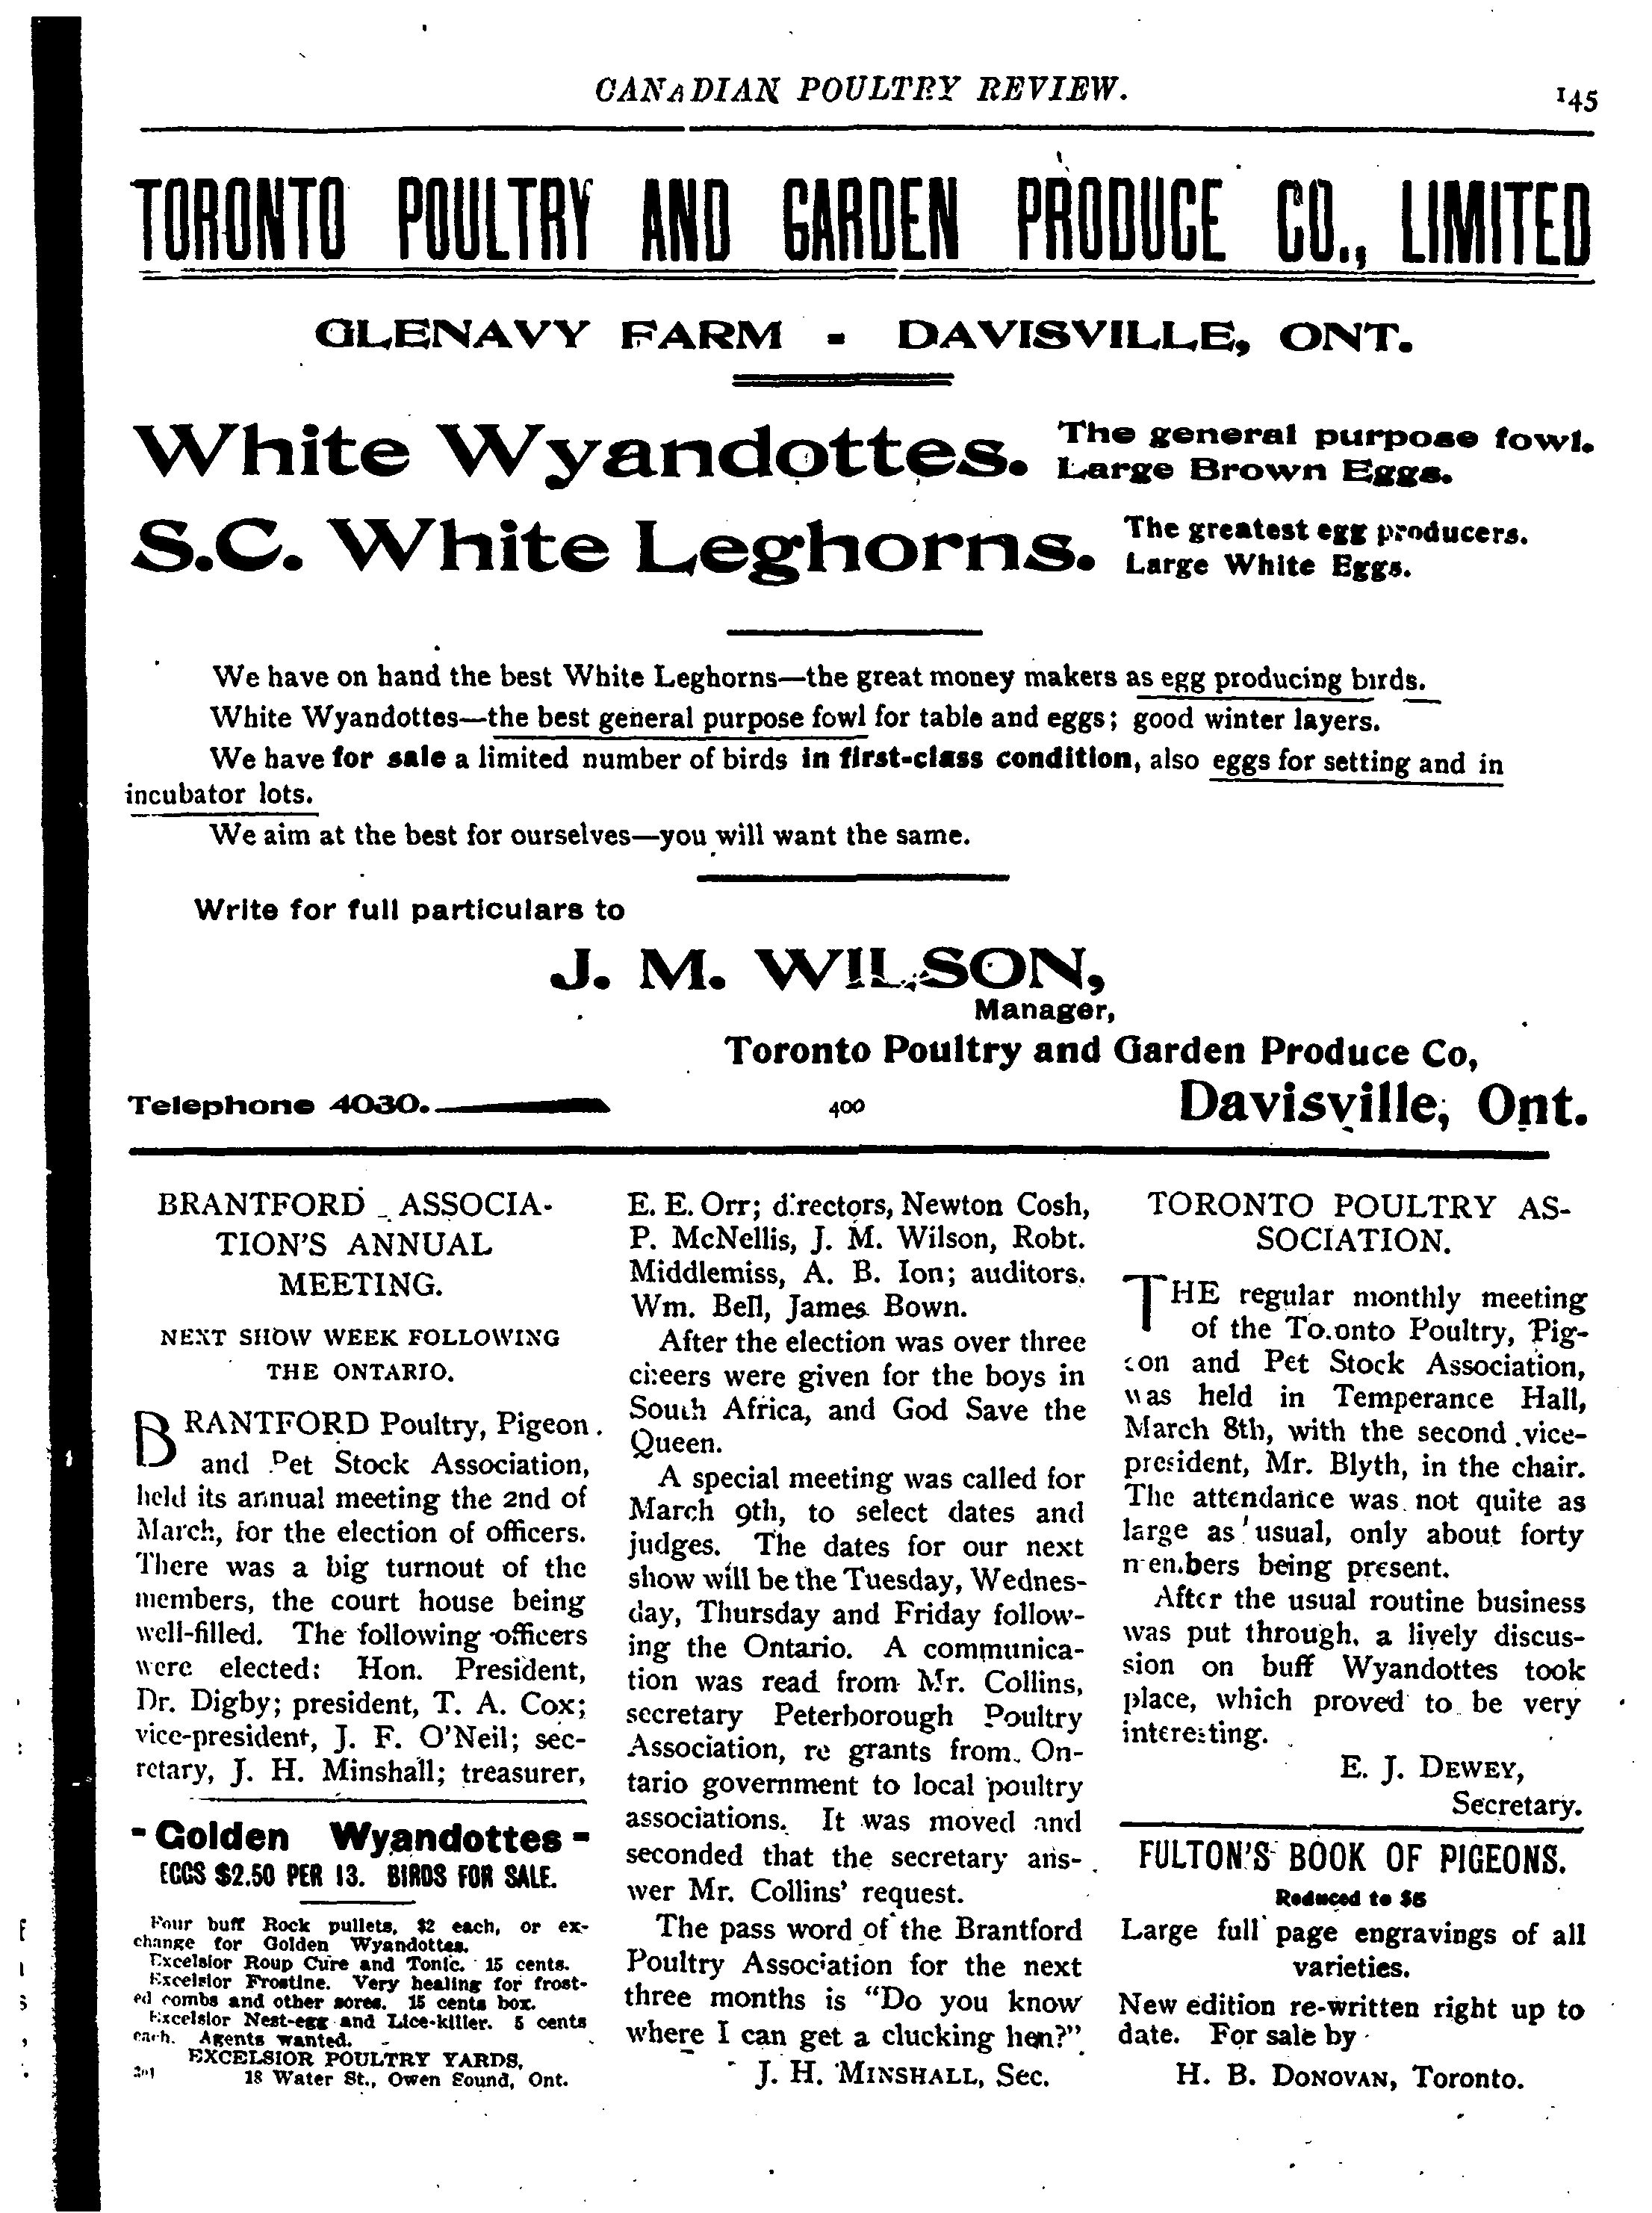 CANADIAN POULTRY REVIEW.
145
TORONTO POULTRY AND GARDEN PRODUCE CO., LIMITED
GLENAVY FARM - DAVISVILLE, ONT.
White Wyandottes.
The general purpose fowl.
Large Brown Eggs.
S.C. White Leghorns.
The greatest egg producers.
Large White Eggs.
We have on hand the best White Leghorns—the great money makers as egg producing birds.
White Wyandottes—the best general purpose fowl for table and eggs; good winter layers.
We have for sale a limited number of birds in first-class condition, also eggs for setting and in
incubator lots.
We aim at the best for ourselves—you will want the same.
Write for full particulars to
J. M. WILSON,
Manager,
Toronto Poultry and Garden Produce Co,
Telephone 4030.
400
Davisville, Ont.
BRANTFORD ASSOCIA-
TION'S ANNUAL
MEETING.
NEXT SHOW WEEK FOLLOWING
THE ONTARIO.
BRANTFORD Poultry, Pigeon
and Pet Stock Association,
held its annual meeting the 2nd of
March, for the election of officers.
There was a big turnout of the
members, the court house being
well-filled. The following officers
were elected: Hon. President,
Dr. Digby; president, T. A. Cox;
vice-president, J. F. O'Neil; sec-
retary, J. H. Minshall; treasurer,
- Golden Wyandottes -
EGGS $2.50 PER 13. BIRDS FOR SALE.
Four buff Rock pullets, $2 each, or ex-
change for Golden Wyandottes.
Excelsior Roup Cure and Tonic. 15 cents.
Excelsior Frostine. Very healing for frost-
ed combs and other sores. 15 cents box.
Excelsior Nest-egg and Lice-killer. 5 cents
each. Agents wanted.
EXCELSIOR POULTRY YARDS,
18 Water St., Owen Sound, Ont.
E. E. Orr; directors, Newton Cosh,
P. McNellis, J. M. Wilson, Robt.
Middlemiss, A. B. Ion; auditors.
Wm. Bell, James Bown.
After the election was over three
cheers were given for the boys in
South Africa, and God Save the
Queen.
A special meeting was called for
March 9th, to select dates and
judges. The dates for our next
show will be the Tuesday, Wednes-
day, Thursday and Friday follow-
ing the Ontario. A communica-
tion was read from Mr. Collins,
secretary Peterborough Poultry
Association, re grants from On-
tario government to local poultry
associations. It was moved and
seconded that the secretary ans-
wer Mr. Collins' request.
The pass word of the Brantford
Poultry Association for the next
three months is "Do you know
where I can get a clucking hen?"
J. H. MINSHALL, Sec.
TORONTO POULTRY AS-
SOCIATION.
THE regular monthly meeting
of the Toronto Poultry, Pig-
eon and Pet Stock Association,
was held in Temperance Hall,
March 8th, with the second vice-
president, Mr. Blyth, in the chair.
The attendance was not quite as
large as usual, only about forty
members being present.
After the usual routine business
was put through, a lively discus-
sion on buff Wyandottes took
place, which proved to be very
interesting.
E. J. DEWEY,
Secretary.
FULTON'S BOOK OF PIGEONS.
Reduced to $5
Large full page engravings of all
varieties.
New edition re-written right up to
date. For sale by
H. B. DONOVAN, Toronto.